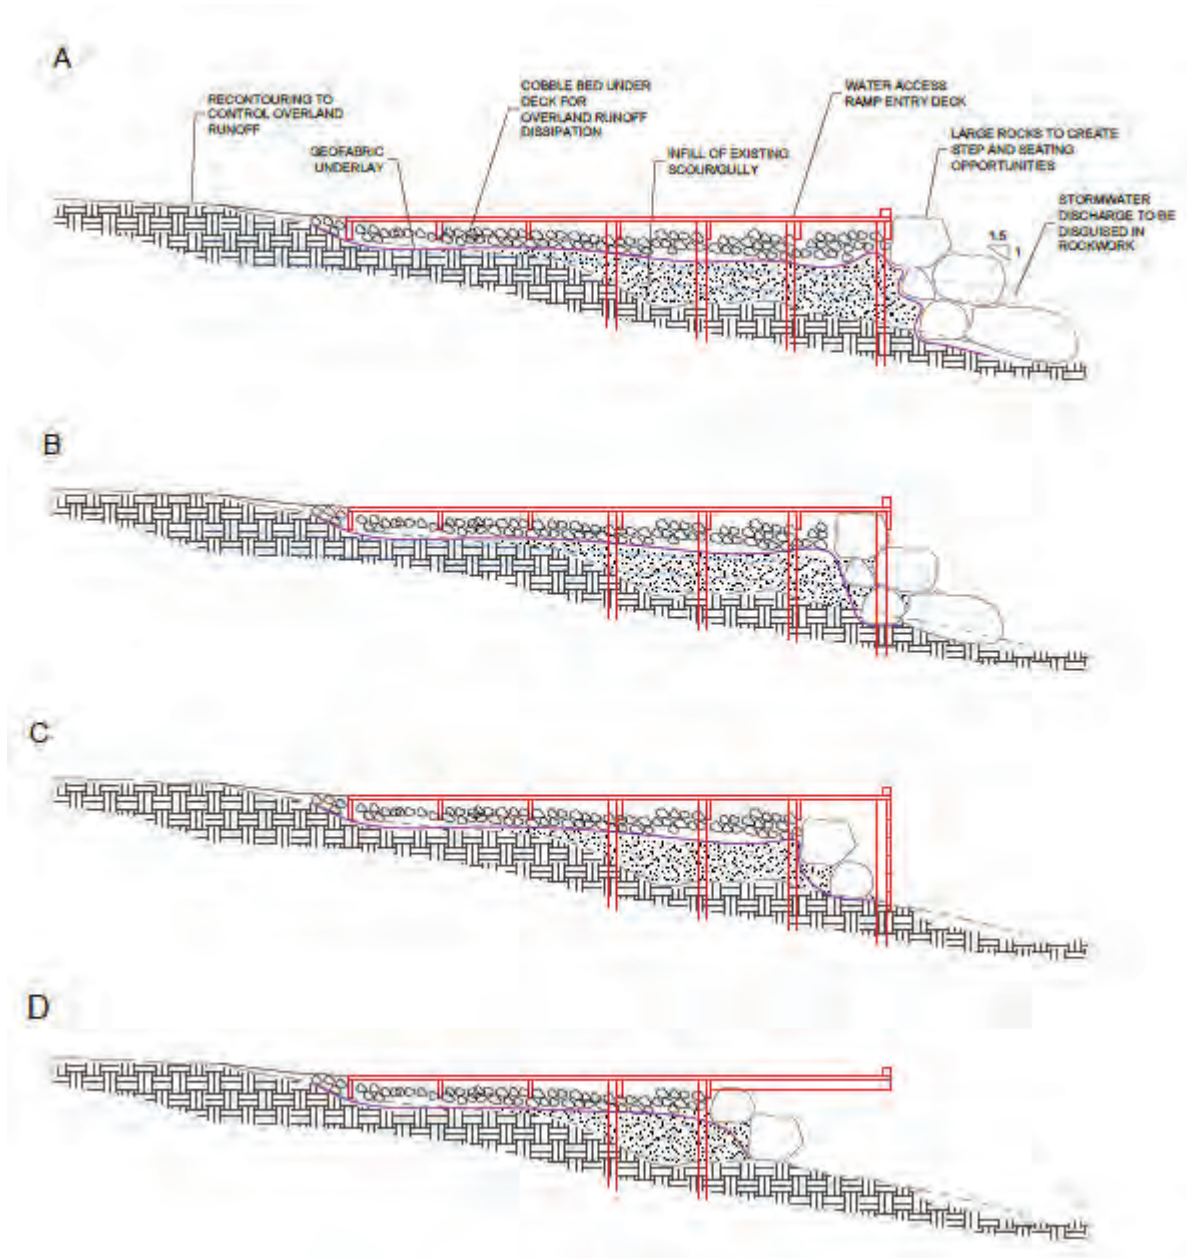 A
RECONTOURING TO
CONTROL OVERLAND
RUNOFF
GEOFABRIC
UNDERLAY
COBBLE BED UNDER
DECK FOR
OVERLAND RUNOFF
DISSIPATION
INFILL OF EXISTING
SCOUR/GULLY
WATER ACCESS
RAMP ENTRY DECK
LARGE ROCKS TO CREATE
STEP AND SEATING
OPPORTUNITIES
STORMWATER
DISCHARGE TO BE
DISGUISED IN
ROCKWORK
1.5
1
B
C
D